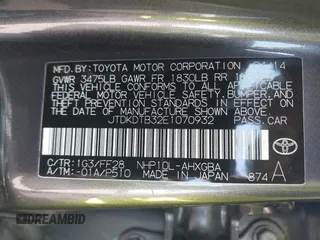 MFD.BY: TOYOTA MOTOR CORPORATION
GVWR 3475LB GAWR FR 1830LB RR
THIS VEHICLE CONFORMS TO ALL APPLICABLE
FEDERAL MOTOR VEHICLE SAFETY, BUMPER, AND
THEFT PREVENTION STANDARDS IN EFFECT ON THE
DATE OF MANUFACTURE SHOWN ABOVE.
JTDKDTB32E1070932 PASS.CAR
C/TR: 1G3/FF28 NHP10L-AHXGBA
A/TM: -01A/P510 MADE IN JAPAN 874 A
TOYOTA
DREAMBID